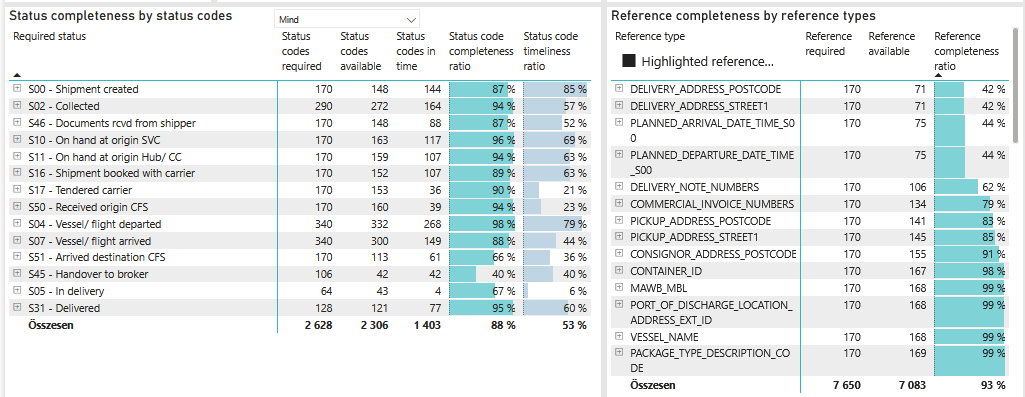 Status completeness by status codes
Mind
Required status Status codes required Status codes available Status codes in time Status code completeness ratio Status code timeliness ratio
S00 - Shipment created 170 148 144 87 % 85 %
S02 - Collected 290 272 164 94 % 57 %
S46 - Documents rcvd from shipper 170 148 88 87 % 52 %
S10 - On hand at origin SVC 170 163 117 96 % 69 %
S11 - On hand at origin Hub/ CC 170 159 107 94 % 63 %
S16 - Shipment booked with carrier 170 152 107 89 % 63 %
S17 - Tendered carrier 170 153 36 90 % 21 %
S50 - Received origin CFS 170 160 39 94 % 23 %
S04 - Vessel/ flight departed 340 332 268 98 % 79 %
S07 - Vessel/ flight arrived 340 300 149 88 % 44 %
S51 - Arrived destination CFS 170 113 61 66 % 36 %
S45 - Handover to broker 106 42 42 40 % 40 %
S05 - In delivery 64 43 4 67 % 6 %
S31 - Delivered 128 121 77 95 % 60 %
Összesen 2 628 2 306 1 403 88 % 53 %
Reference completeness by reference types
Reference type Reference required Reference available Reference completeness ratio
Highlighted reference...
DELIVERY_ADDRESS_POSTCODE 170 71 42 %
DELIVERY_ADDRESS_STREET1 170 71 42 %
PLANNED_ARRIVAL_DATE_TIME_S0 170 75 44 %
0
PLANNED_DEPARTURE_DATE_TIME 170 75 44 %
_S00
DELIVERY_NOTE_NUMBERS 170 106 62 %
COMMERCIAL_INVOICE_NUMBERS 170 134 79 %
PICKUP_ADDRESS_POSTCODE 170 141 83 %
PICKUP_ADDRESS_STREET1 170 145 85 %
CONSIGNOR_ADDRESS_POSTCODE 170 155 91 %
CONTAINER_ID 170 167 98 %
MAWB_MBL 170 168 99 %
PORT_OF_DISCHARGE_LOCATION_ 170 168 99 %
ADDRESS_EXT_ID
VESSEL_NAME 170 168 99 %
PACKAGE_TYPE_DESCRIPTION_CO 170 169 99 %
DE
Összesen 7 650 7 083 93 %